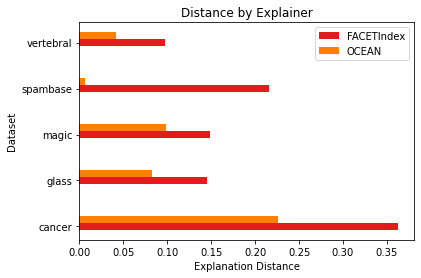 Distance by Explainer
FACETIndex
OCEAN
Dataset
vertebral
spambase
magic
glass
cancer
0.00 0.05 0.10 0.15 0.20 0.25 0.30 0.35
Explanation Distance